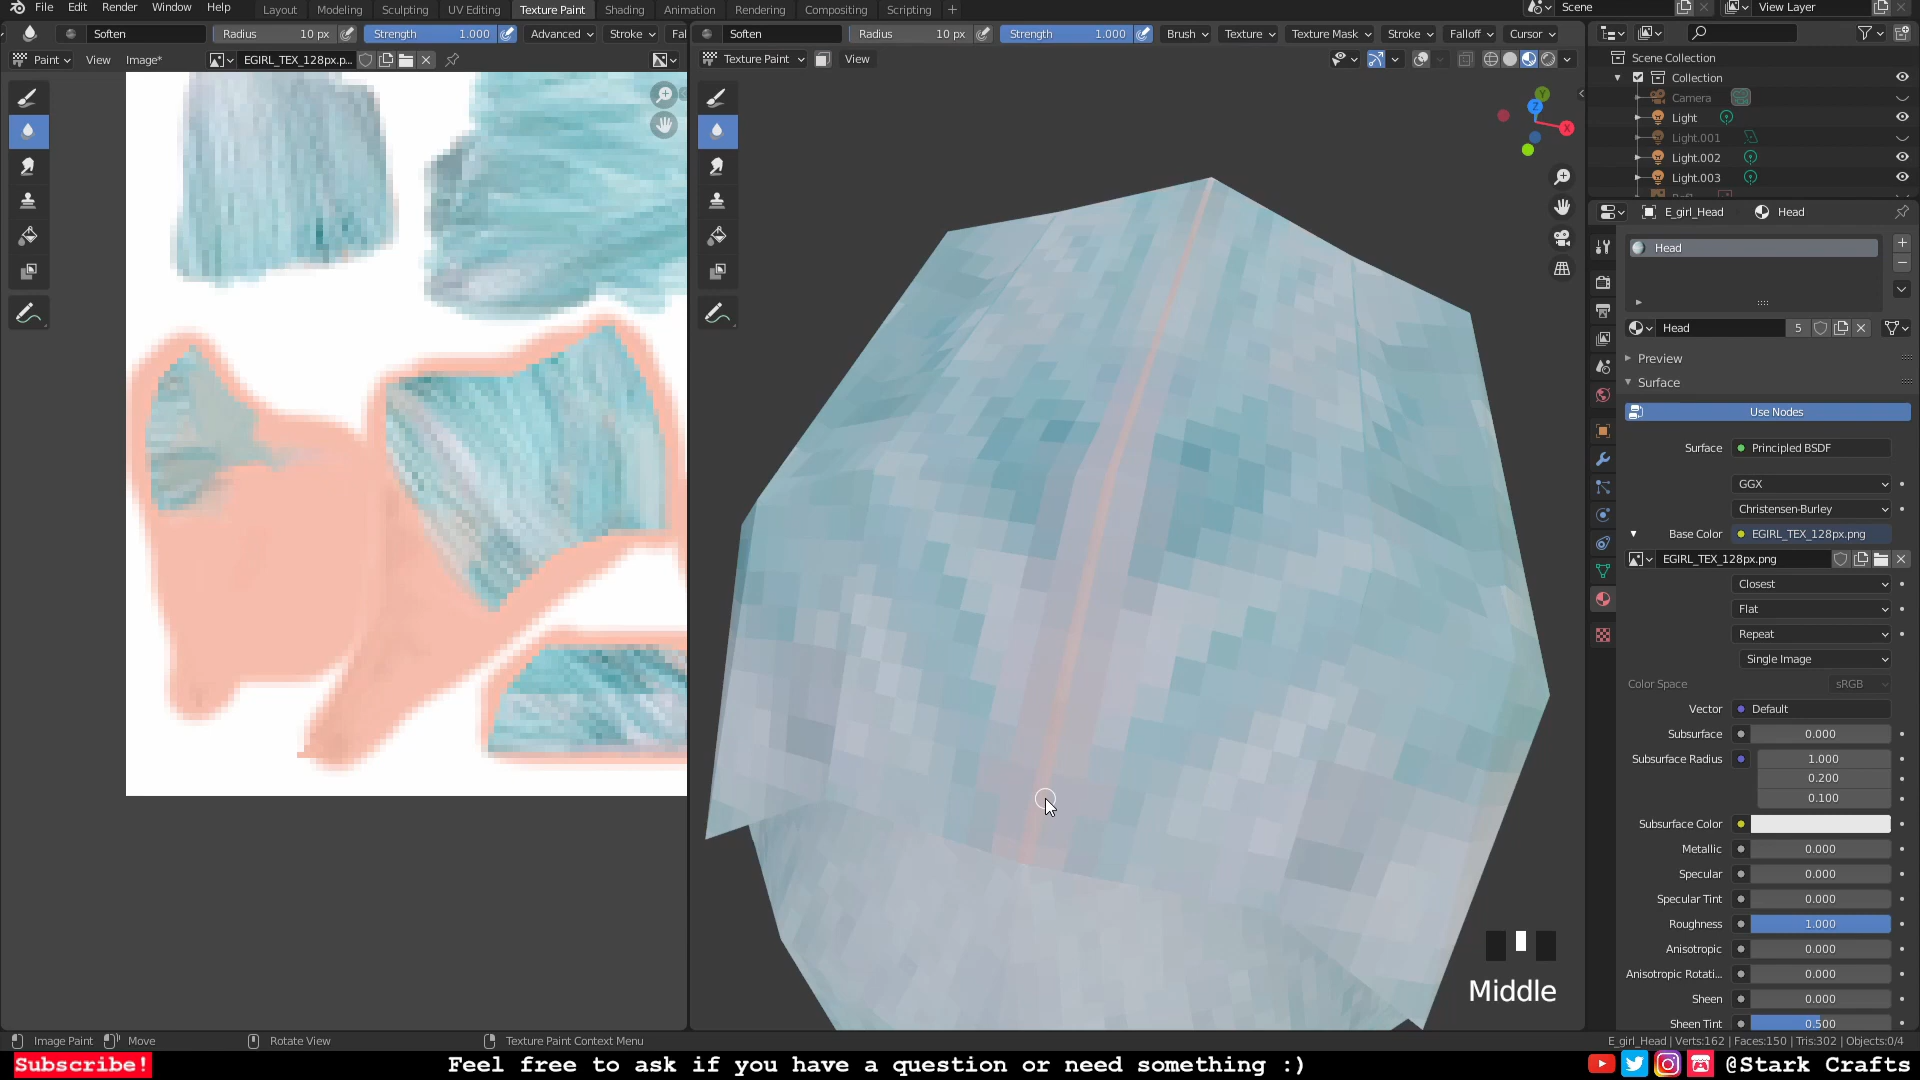 File Edit Render Window Help Layout Modeling Sculpting UV Editing Texture Paint Shading Animation Rendering Compositing Scripting + Scene View Layer
Soften Radius 10 px Strength 1.000 Advanced Stroke Fal Soften Radius 10 px Strength 1.000 Brush Texture Texture Mask Stroke Falloff Cursor
Paint View Image* EGIRL_TEX_128px.p... Texture Paint View
Scene Collection
Collection
Camera
Light
Light.001
Light.002
Light.003
E_girl_Head Head
Head
Head 5
Preview
Surface
Use Nodes
Surface Principled BSDF
GGX
Christensen-Burley
Base Color EGIRL_TEX_128px.png
EGIRL_TEX_128px.png
Closest
Flat
Repeat
Single Image
Color Space sRGB
Vector Default
Subsurface 0.000
Subsurface Radius 1.000
0.200
0.100
Subsurface Color
Metallic 0.000
Specular 0.000
Specular Tint 0.000
Roughness 1.000
Anisotropic 0.000
Anisotropic Rotati... 0.000
Sheen 0.000
Sheen Tint 0.500
Y
Z
X
Middle
Image Paint Move Rotate View Texture Paint Context Menu E_girl_Head | Verts:162 | Faces:150 | Tris:302 | Objects:0/4
Subscribe! Feel free to ask if you have a question or need something :) @Stark Crafts